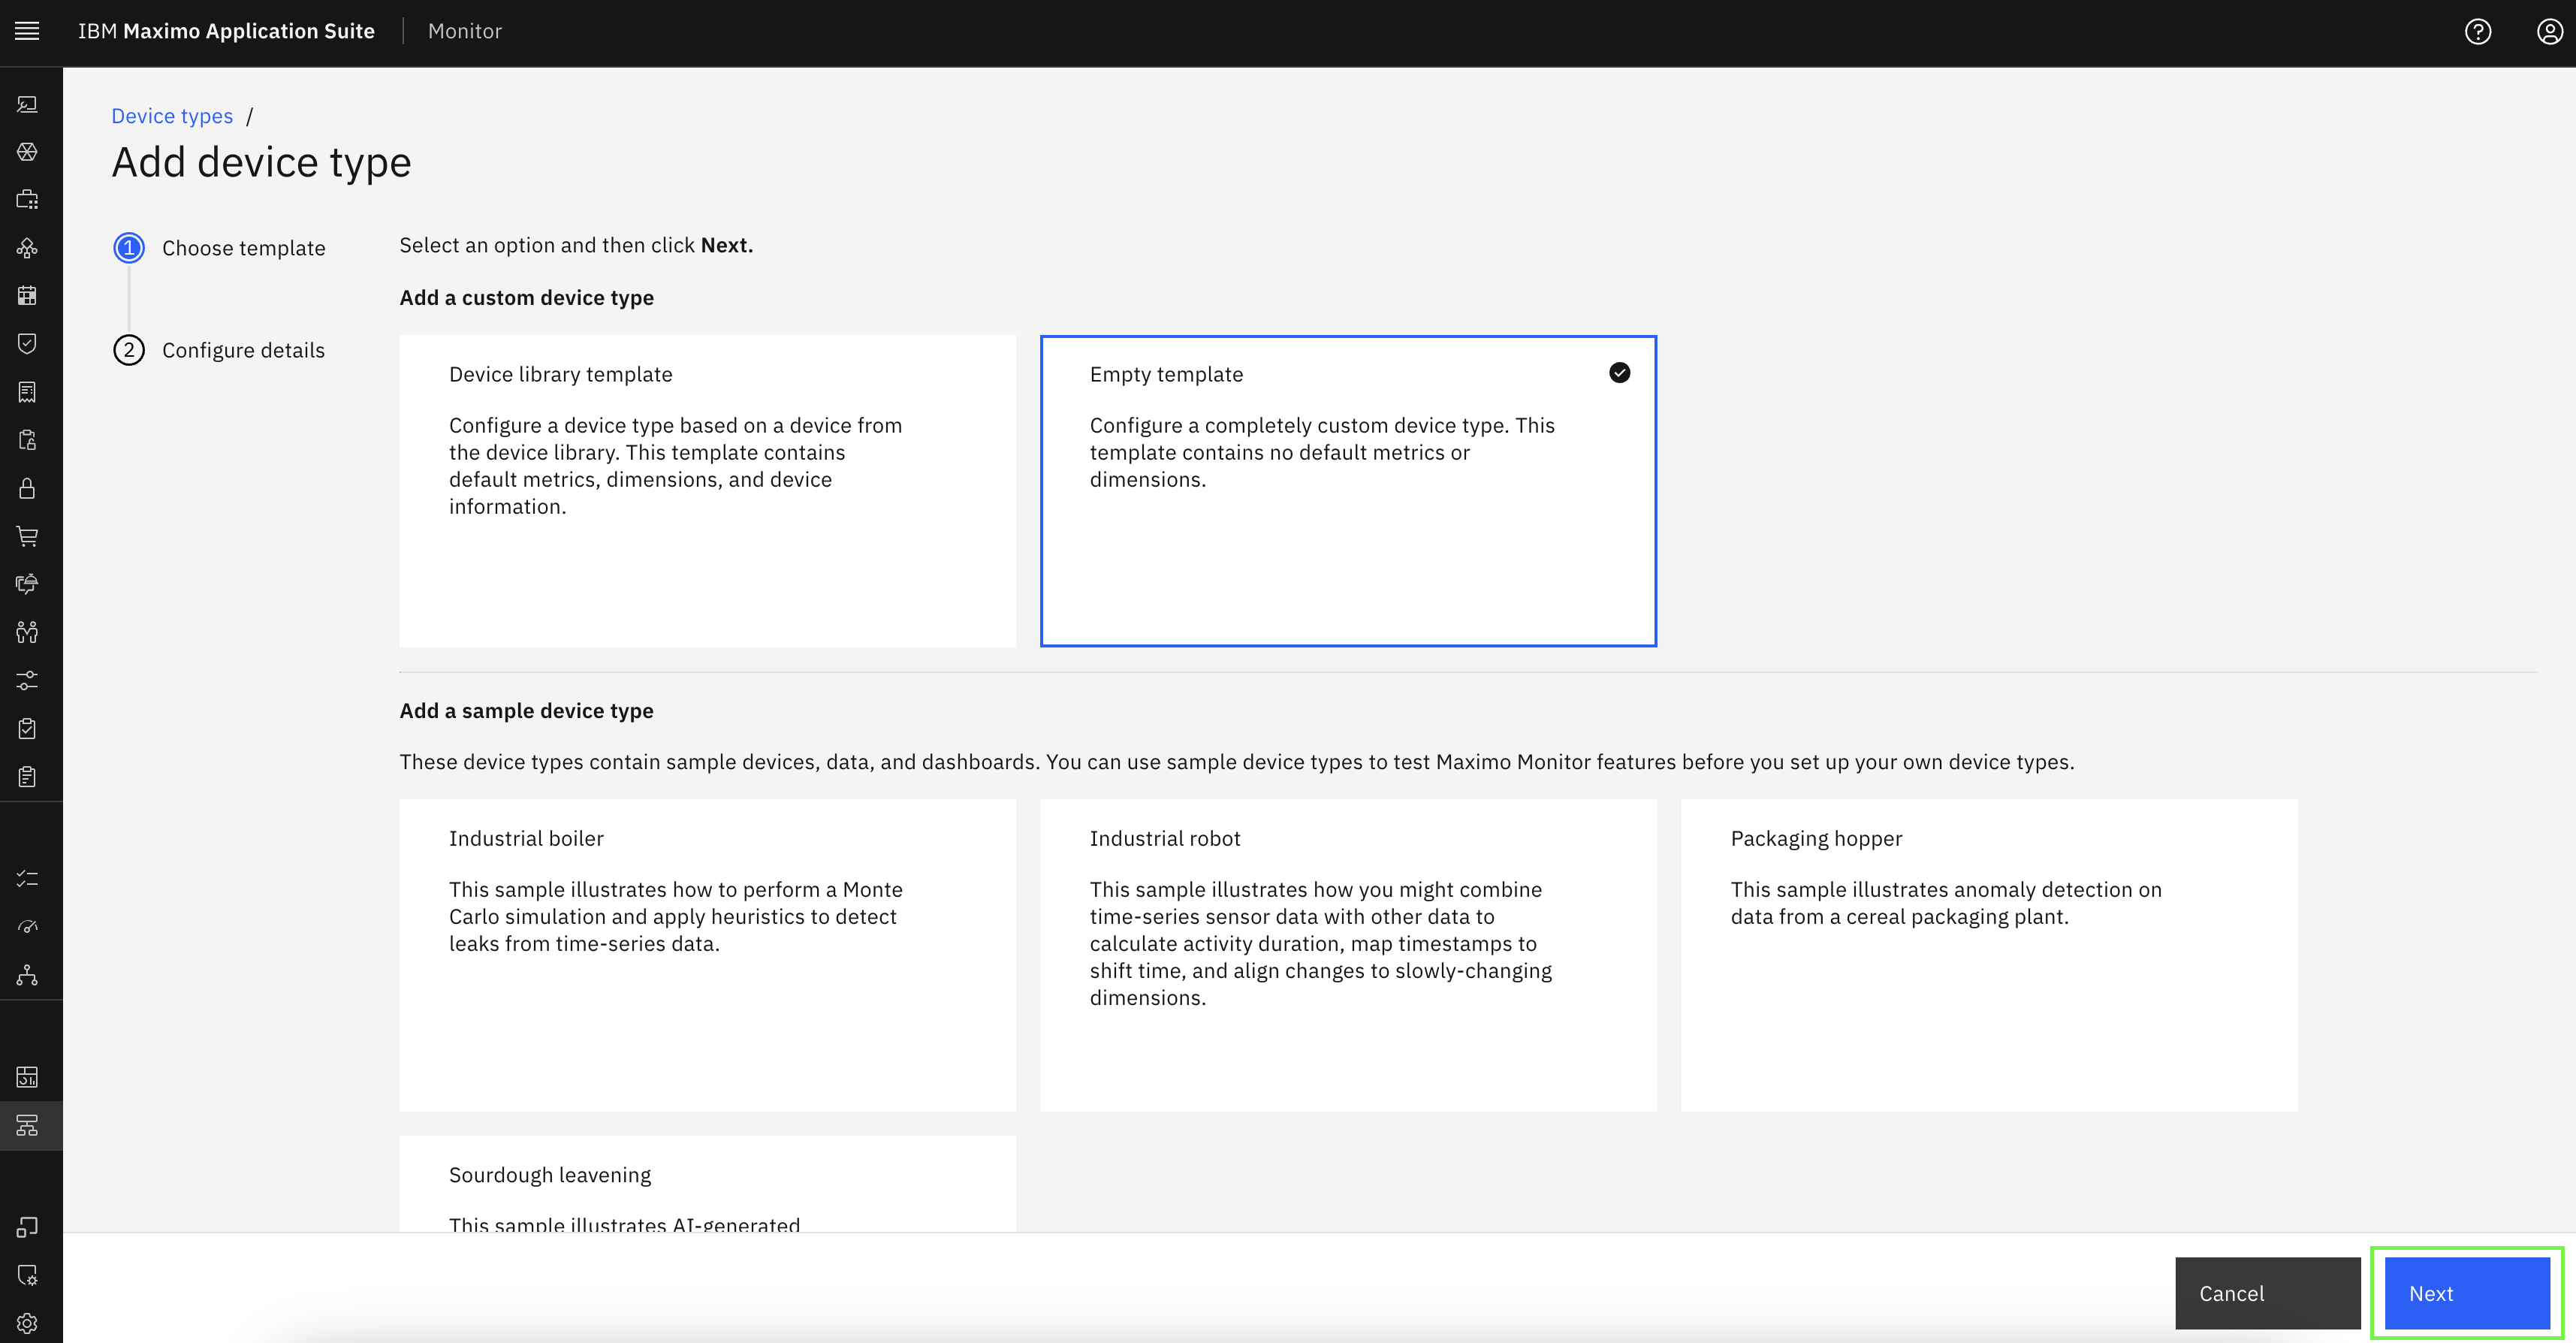 IBM Maximo Application Suite
Monitor
Device types /
Add device type
1 Choose template
2 Configure details
Select an option and then click Next.
Add a custom device type
Device library template
Configure a device type based on a device from
the device library. This template contains
default metrics, dimensions, and device
information.
Empty template
Configure a completely custom device type. This
template contains no default metrics or
dimensions.
Add a sample device type
These device types contain sample devices, data, and dashboards. You can use sample device types to test Maximo Monitor features before you set up your own device types.
Industrial boiler
This sample illustrates how to perform a Monte
Carlo simulation and apply heuristics to detect
leaks from time-series data.
Industrial robot
This sample illustrates how you might combine
time-series sensor data with other data to
calculate activity duration, map timestamps to
shift time, and align changes to slowly-changing
dimensions.
Packaging hopper
This sample illustrates anomaly detection on
data from a cereal packaging plant.
Sourdough leavening
This sample illustrates AI-generated
Cancel
Next